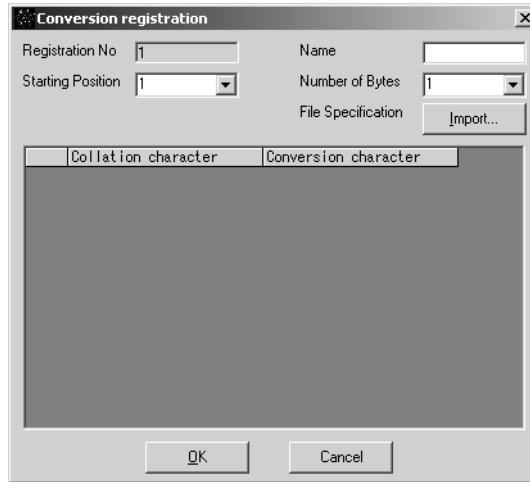 Conversion registration
Registration No 1 Name
Starting Position 1 Number of Bytes 1
File Specification Import...
Collation character Conversion character
OK Cancel